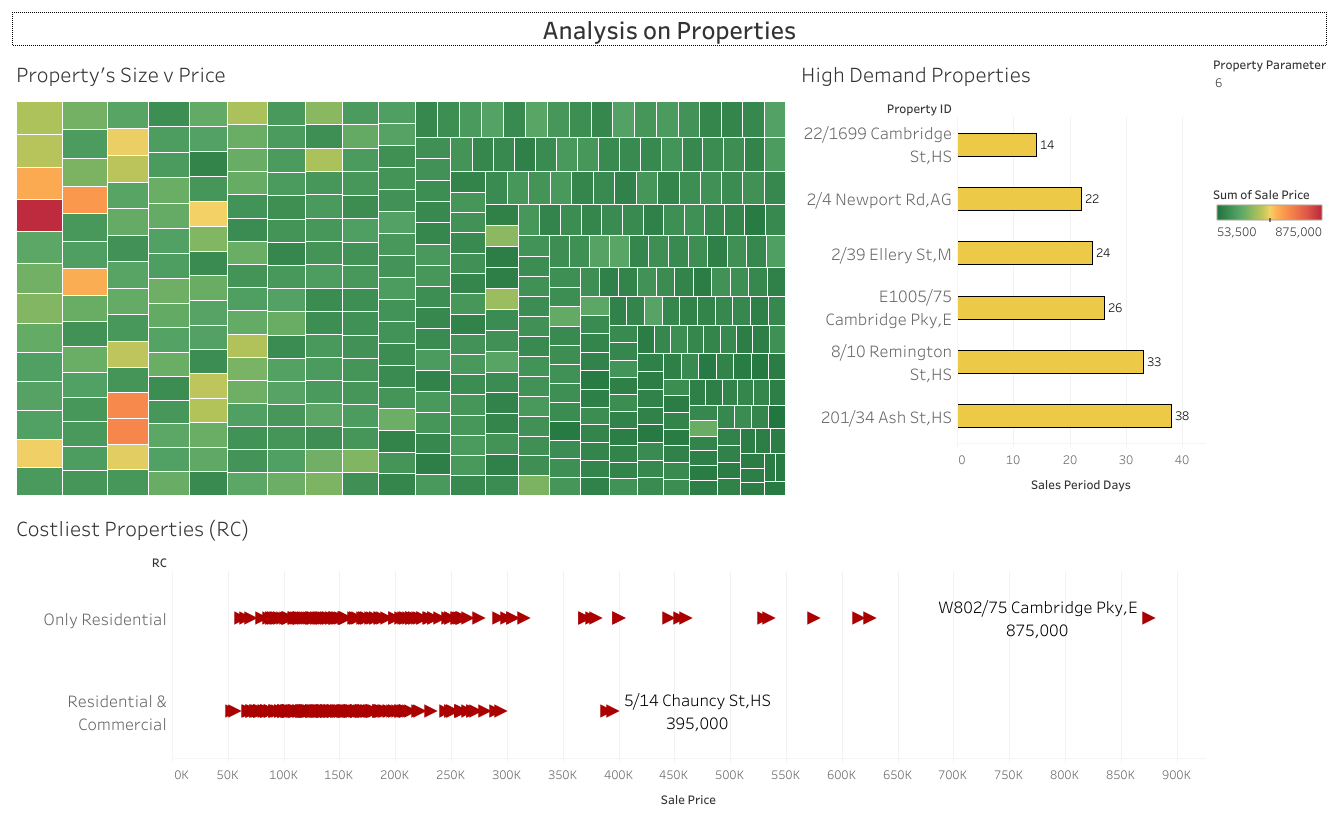 Analysis on Properties
Property's Size v Price
High Demand Properties
Property Parameter
6
Property ID
22/1699 Cambridge
St,HS
14
2/4 Newport Rd,AG
22
2/39 Ellery St,M
24
E1005/75
Cambridge Pky,E
26
8/10 Remington
St,HS
33
201/34 Ash St,HS
38
0 10 20 30 40
Sales Period Days
Sum of Sale Price
53,500 875,000
Costliest Properties (RC)
RC
Only Residential
W802/75 Cambridge Pky,E
875,000
Residential &
Commercial
5/14 Chauncy St,HS
395,000
0K 50K 100K 150K 200K 250K 300K 350K 400K 450K 500K 550K 600K 650K 700K 750K 800K 850K 900K
Sale Price